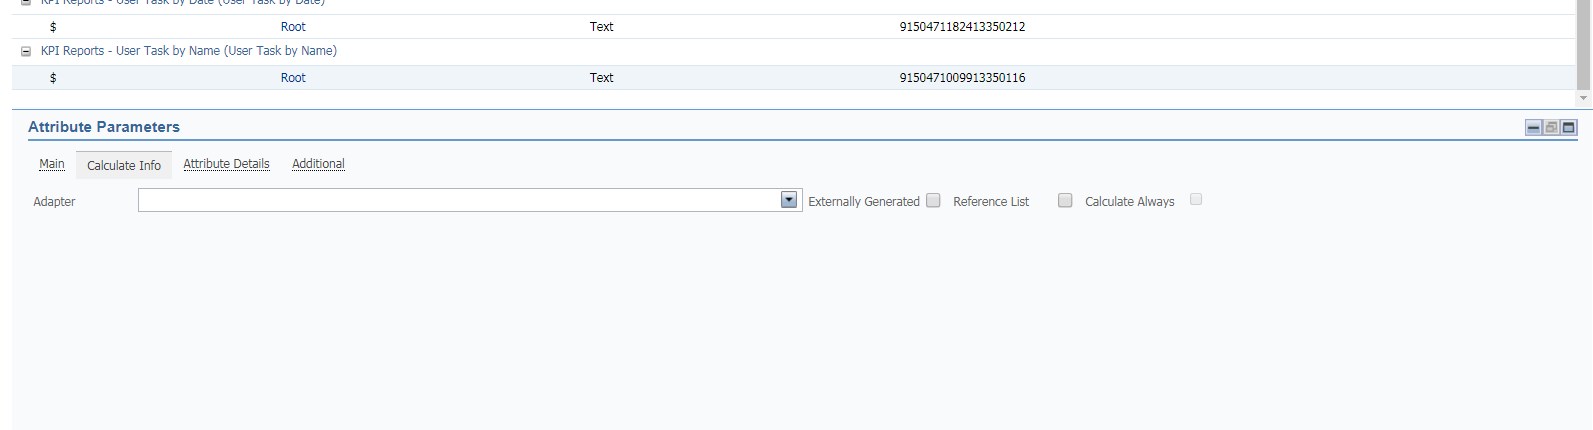 KPI Reports - User Task by Date (User Task by Date)
$ Root Text 9150471182413350212
KPI Reports - User Task by Name (User Task by Name)
$ Root Text 9150471009913350116
Attribute Parameters
Main Calculate Info Attribute Details Additional
Adapter Externally Generated Reference List Calculate Always